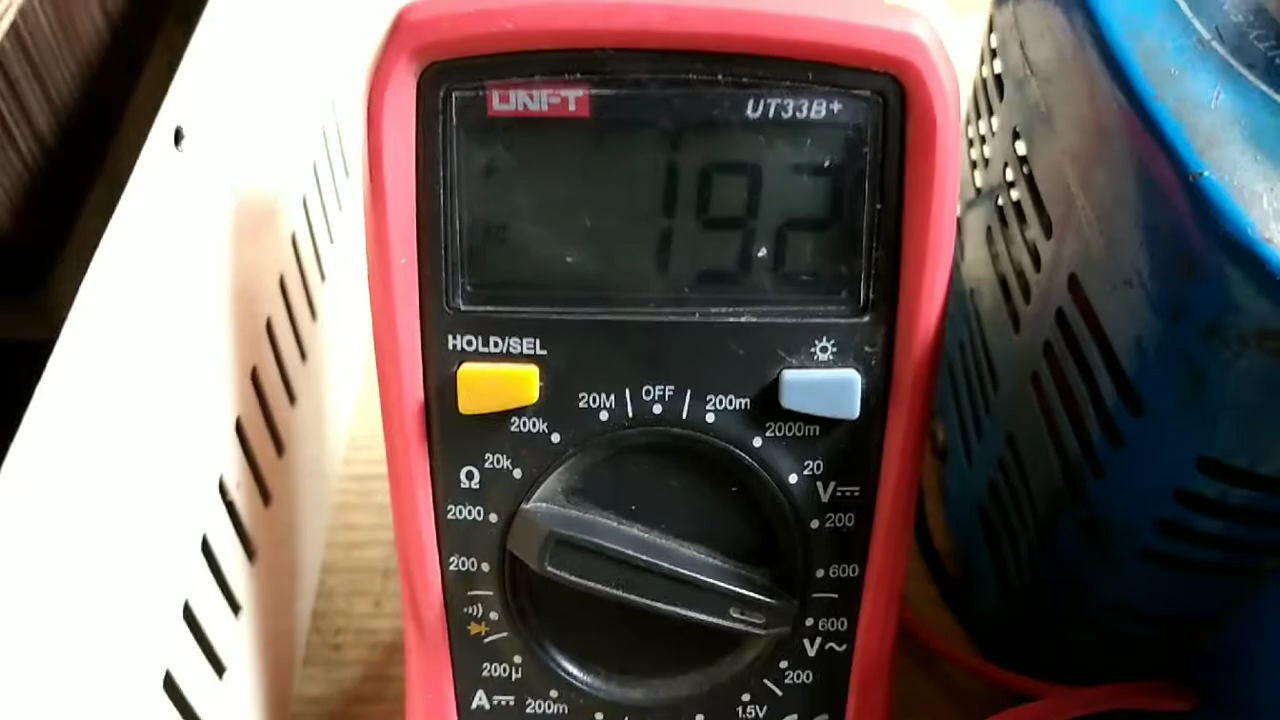 UNI-T UT33B+
AC
192
HOLD/SEL
20M OFF 200m
200k 2000m
20k 20
Ω V⎓
2000 200
200 600
600
V~
200µ 200
A⎓ 200m 1.5V